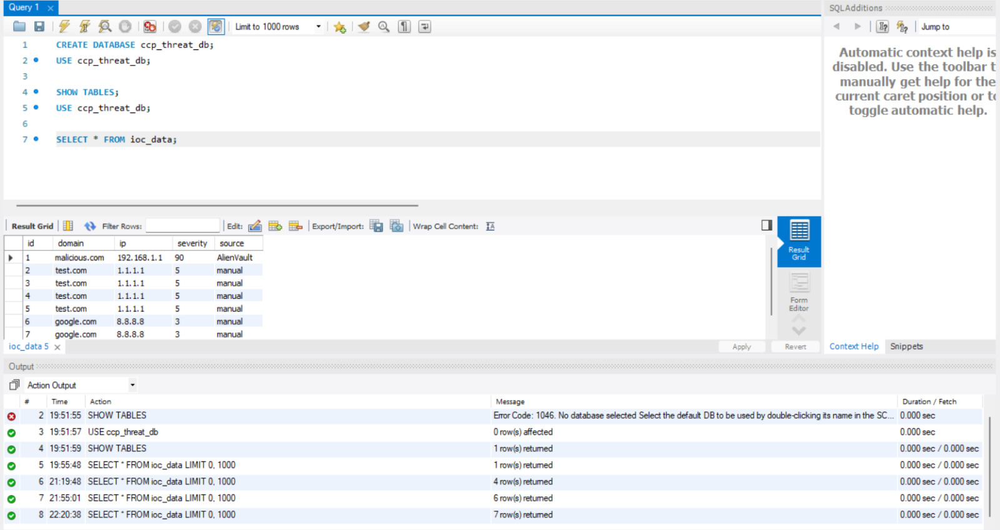 Query 1
SQLAdditions
Limit to 1000 rows
Jump to
1 CREATE DATABASE ccp_threat_db;
2 USE ccp_threat_db;
3
4 SHOW TABLES;
5 USE ccp_threat_db;
6
7 SELECT * FROM ioc_data;
Automatic context help is
disabled. Use the toolbar t
manually get help for the
current caret position or to
toggle automatic help.
Result Grid Filter Rows: Edit: Export/Import: Wrap Cell Content:
id domain ip severity source
1 malicious.com 192.168.1.1 90 AlienVault
2 test.com 1.1.1.1 5 manual
3 test.com 1.1.1.1 5 manual
4 test.com 1.1.1.1 5 manual
5 test.com 1.1.1.1 5 manual
6 google.com 8.8.8.8 3 manual
7 google.com 8.8.8.8 3 manual
Result
Grid
Form
Editor
ioc_data 5
Apply Revert
Context Help Snippets
Output
Action Output
# Time Action Message Duration / Fetch
2 19:51:55 SHOW TABLES Error Code: 1046. No database selected Select the default DB to be used by double-clicking its name in the SC... 0.000 sec
3 19:51:57 USE ccp_threat_db 0 row(s) affected 0.000 sec
4 19:51:59 SHOW TABLES 1 row(s) returned 0.000 sec / 0.000 sec
5 19:55:48 SELECT * FROM ioc_data LIMIT 0, 1000 1 row(s) returned 0.000 sec / 0.000 sec
6 21:19:48 SELECT * FROM ioc_data LIMIT 0, 1000 4 row(s) returned 0.000 sec / 0.000 sec
7 21:55:01 SELECT * FROM ioc_data LIMIT 0, 1000 6 row(s) returned 0.000 sec / 0.000 sec
8 22:20:38 SELECT * FROM ioc_data LIMIT 0, 1000 7 row(s) returned 0.000 sec / 0.000 sec